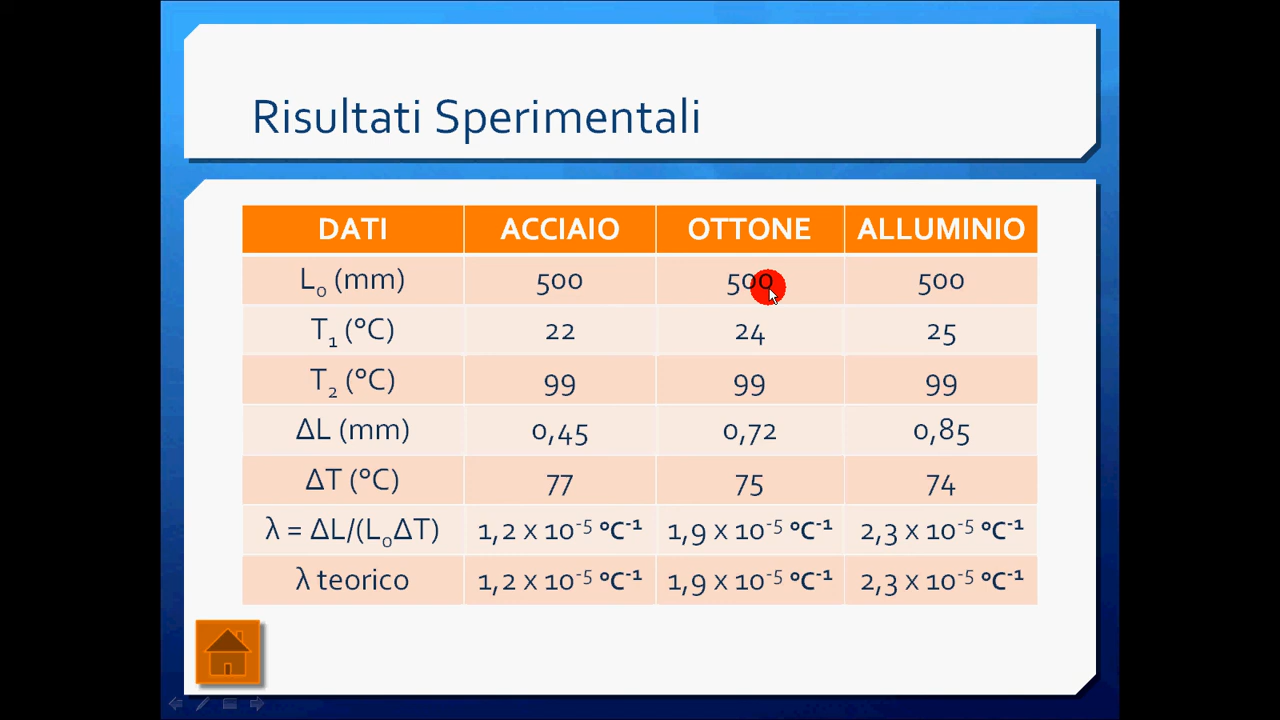 Risultati Sperimentali
DATI ACCIAIO OTTONE ALLUMINIO
L₀ (mm) 500 500 500
T₁ (°C) 22 24 25
T₂ (°C) 99 99 99
ΔL (mm) 0,45 0,72 0,85
ΔT (°C) 77 75 74
λ = ΔL/(L₀ΔT) 1,2 x 10⁻⁵ °C⁻¹ 1,9 x 10⁻⁵ °C⁻¹ 2,3 x 10⁻⁵ °C⁻¹
λ teorico 1,2 x 10⁻⁵ °C⁻¹ 1,9 x 10⁻⁵ °C⁻¹ 2,3 x 10⁻⁵ °C⁻¹